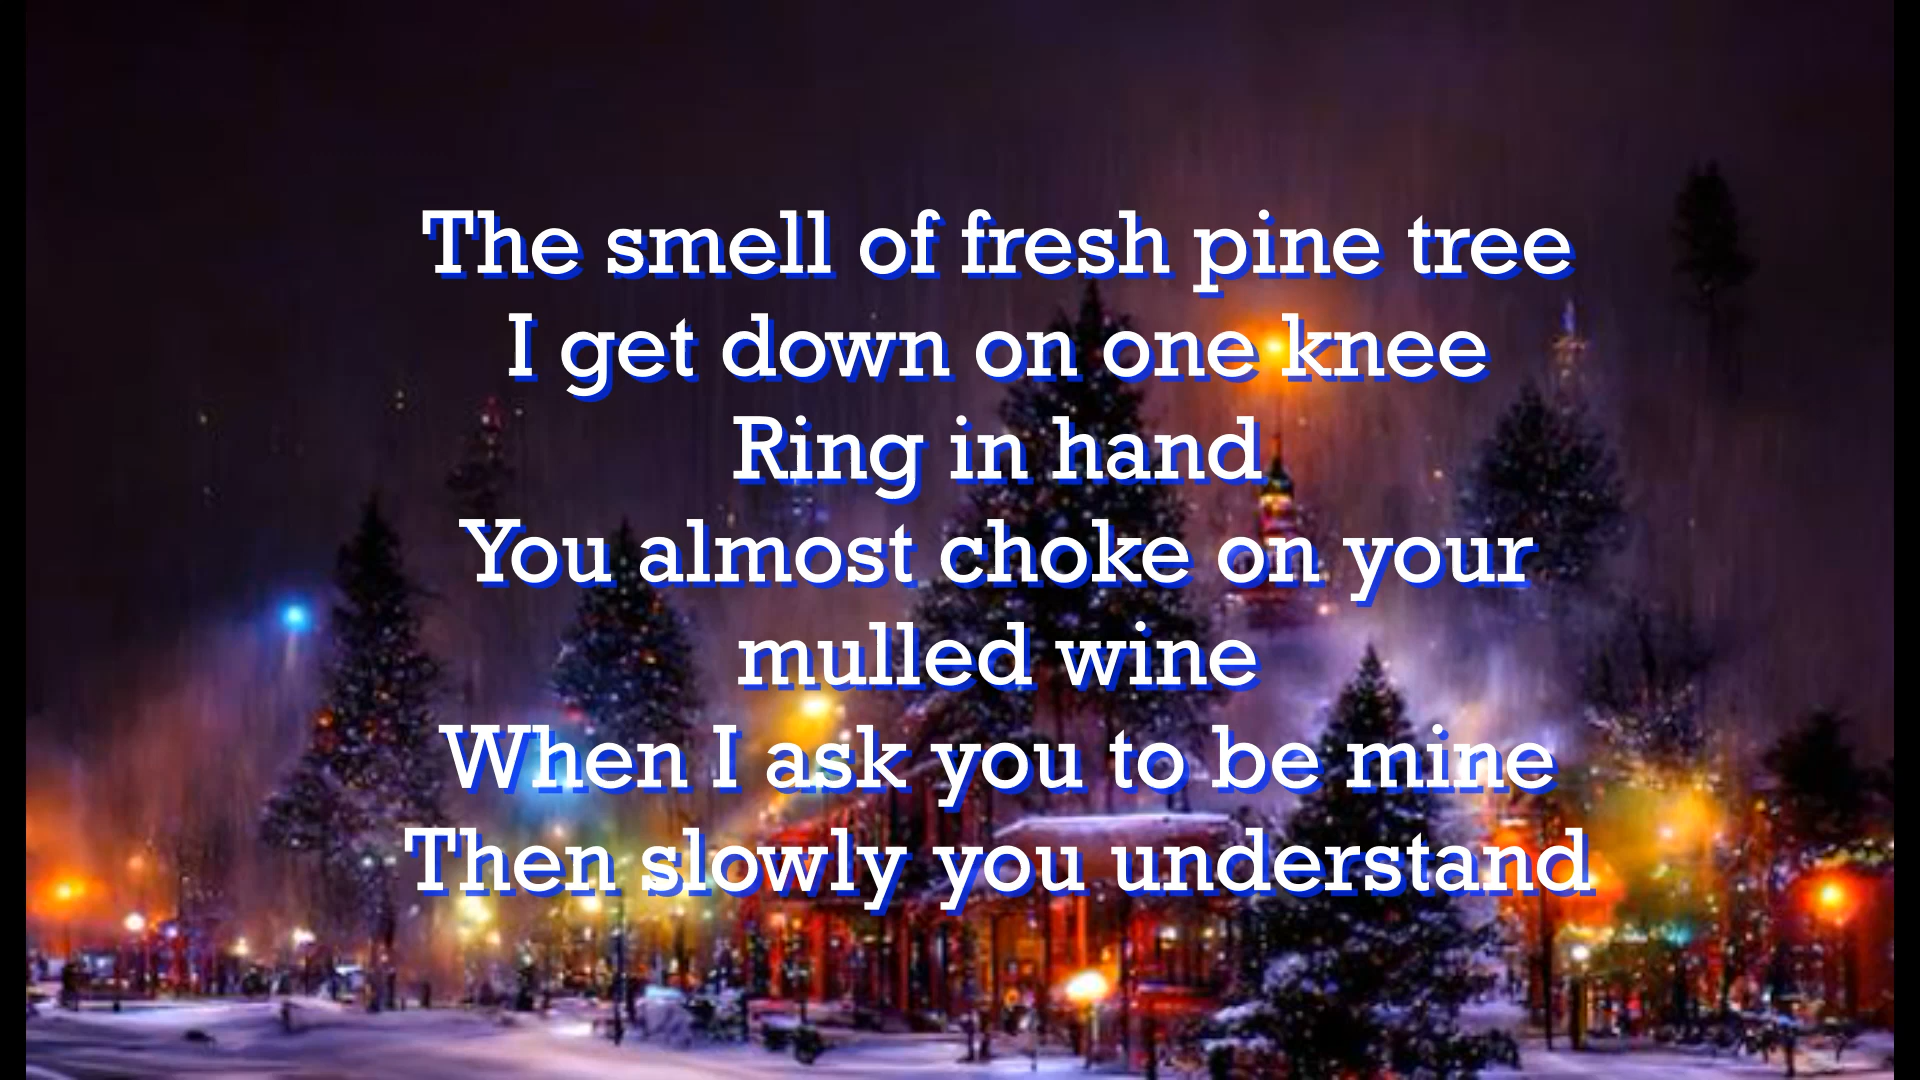 The smell of fresh pine tree
I get down on one knee
Ring in hand
You almost choke on your
mulled wine
When I ask you to be mine
Then slowly you understand